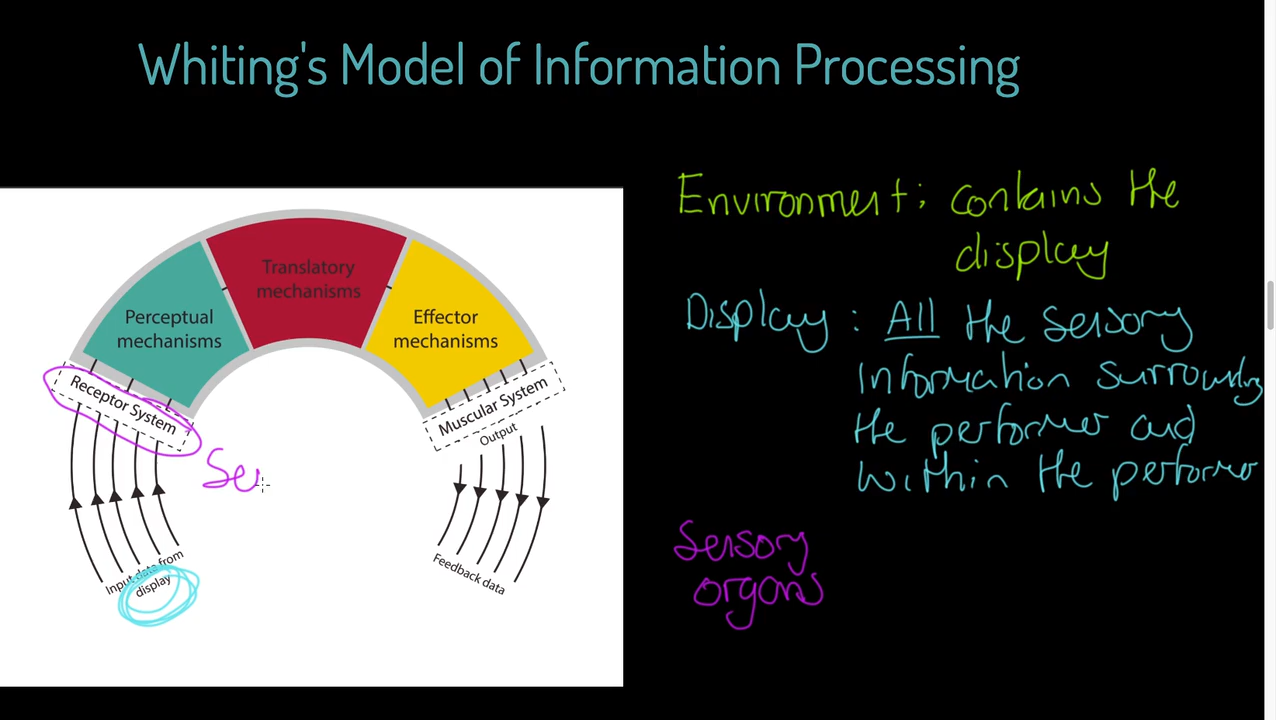 Whiting's Model of Information Processing
Translatory
mechanisms
Perceptual
mechanisms
Effector
mechanisms
Receptor System
Muscular System
Output
Input data from
display
Feedback data
Ser
Environment; contains the
display
Display : All the sensory
Information surrounding
the performer and
within the performer
Sensory
organs